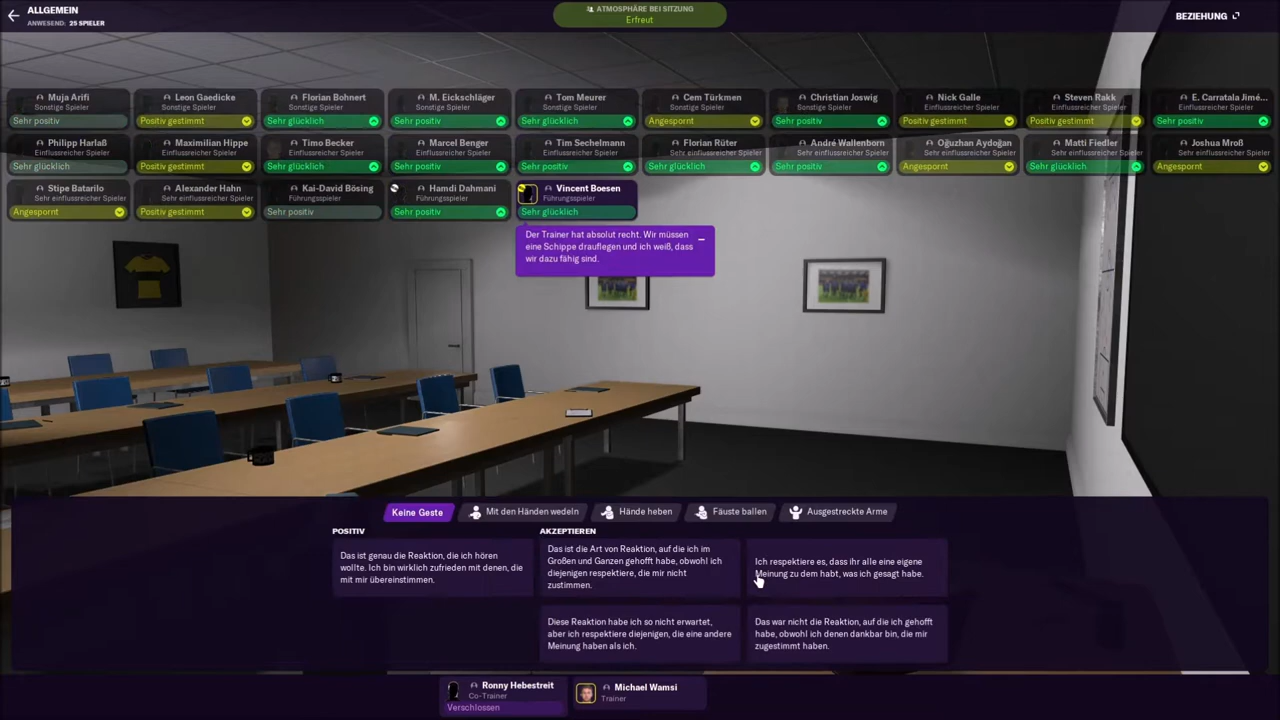 ALLGEMEIN
ANWESEND: 25 SPIELER
ATMOSPHÄRE BEI SITZUNG
Erfreut
BEZIEHUNG
Muja Arifi
Sonstige Spieler
Sehr positiv
Leon Gaedicke
Sonstige Spieler
Positiv gestimmt
Florian Bohnert
Sonstige Spieler
Sehr glücklich
M. Eickschläger
Sonstige Spieler
Sehr positiv
Tom Meurer
Sonstige Spieler
Sehr glücklich
Cem Türkmen
Sonstige Spieler
Angespornt
Christian Joswig
Sonstige Spieler
Sehr positiv
Nick Galle
Einflussreicher Spieler
Positiv gestimmt
Steven Rakk
Einflussreicher Spieler
Positiv gestimmt
E. Carratala Jimé...
Einflussreicher Spieler
Sehr positiv
Philipp Harlaß
Einflussreicher Spieler
Sehr glücklich
Maximilian Hippe
Einflussreicher Spieler
Positiv gestimmt
Timo Becker
Einflussreicher Spieler
Sehr glücklich
Marcel Benger
Einflussreicher Spieler
Sehr positiv
Tim Sechelmann
Einflussreicher Spieler
Sehr positiv
Florian Rüter
Sehr einflussreicher Spieler
Sehr glücklich
André Wallenborn
Sehr einflussreicher Spieler
Sehr positiv
Oğuzhan Aydoğan
Sehr einflussreicher Spieler
Angespornt
Matti Fiedler
Sehr einflussreicher Spieler
Sehr glücklich
Joshua Mroß
Sehr einflussreicher Spieler
Angespornt
Stipe Batarilo
Führungsspieler
Angespornt
Alexander Hahn
Führungsspieler
Positiv gestimmt
Kai-David Bösing
Führungsspieler
Sehr positiv
Hamdi Dahmani
Führungsspieler
Sehr positiv
Vincent Boesen
Führungsspieler
Sehr glücklich
Der Trainer hat absolut recht. Wir müssen
eine Schippe drauflegen und ich weiß, dass
wir dazu fähig sind.
Keine Geste
Mit den Händen wedeln
Hände heben
Fäuste ballen
Ausgestreckte Arme
POSITIV
Das ist genau die Reaktion, die ich hören
wollte. Ich bin wirklich zufrieden mit denen, die
mit mir übereinstimmen.
AKZEPTIEREN
Das ist die Art von Reaktion, auf die ich im
Großen und Ganzen gehofft habe, obwohl ich
diejenigen respektiere, die mir nicht
zustimmen.
Ich respektiere es, dass ihr alle eine eigene
Meinung zu dem habt, was ich gesagt habe.
Diese Reaktion habe ich so nicht erwartet,
aber ich respektiere diejenigen, die eine andere
Meinung haben als ich.
Das war nicht die Reaktion, auf die ich gehofft
habe, obwohl ich denen dankbar bin, die mir
zugestimmt haben.
Ronny Hebestreit
Co-Trainer
Verschlossen
Michael Wamsi
Trainer